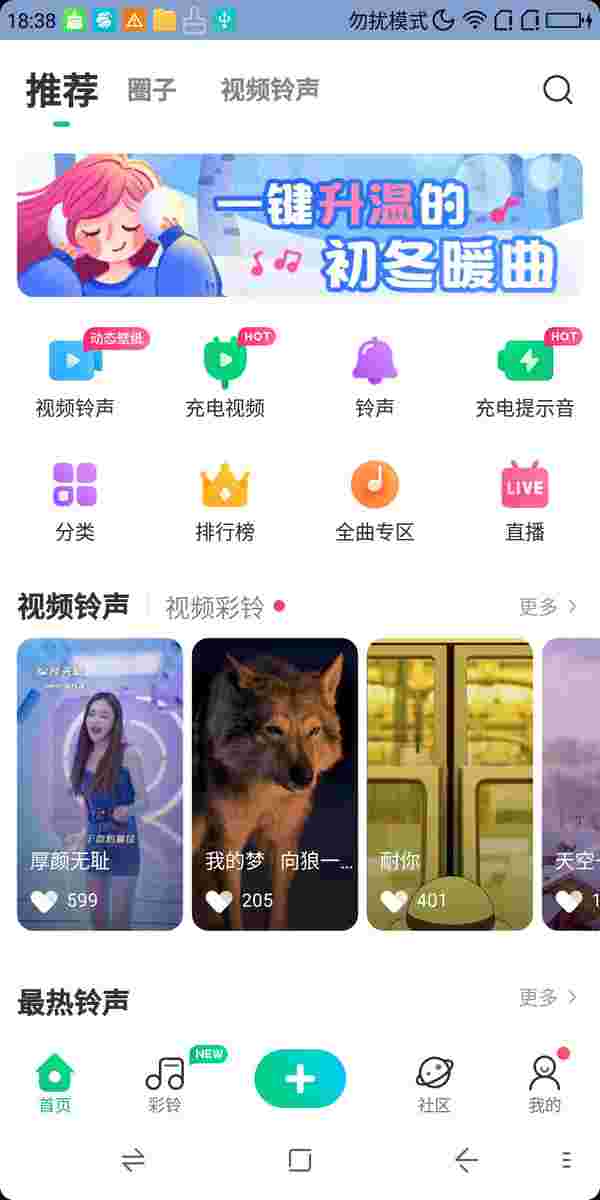 18:38 勿扰模式
推荐 圈子 视频铃声
一键升温的
初冬暖曲
动态壁纸 HOT HOT
视频铃声 充电视频 铃声 充电提示音
LIVE
分类 排行榜 全曲专区 直播
视频铃声 视频彩铃 更多
厚颜无耻 我的梦 向狼一... 耐你 天空
599 205 401 1
最热铃声 更多
NEW
首页 彩铃 社区 我的